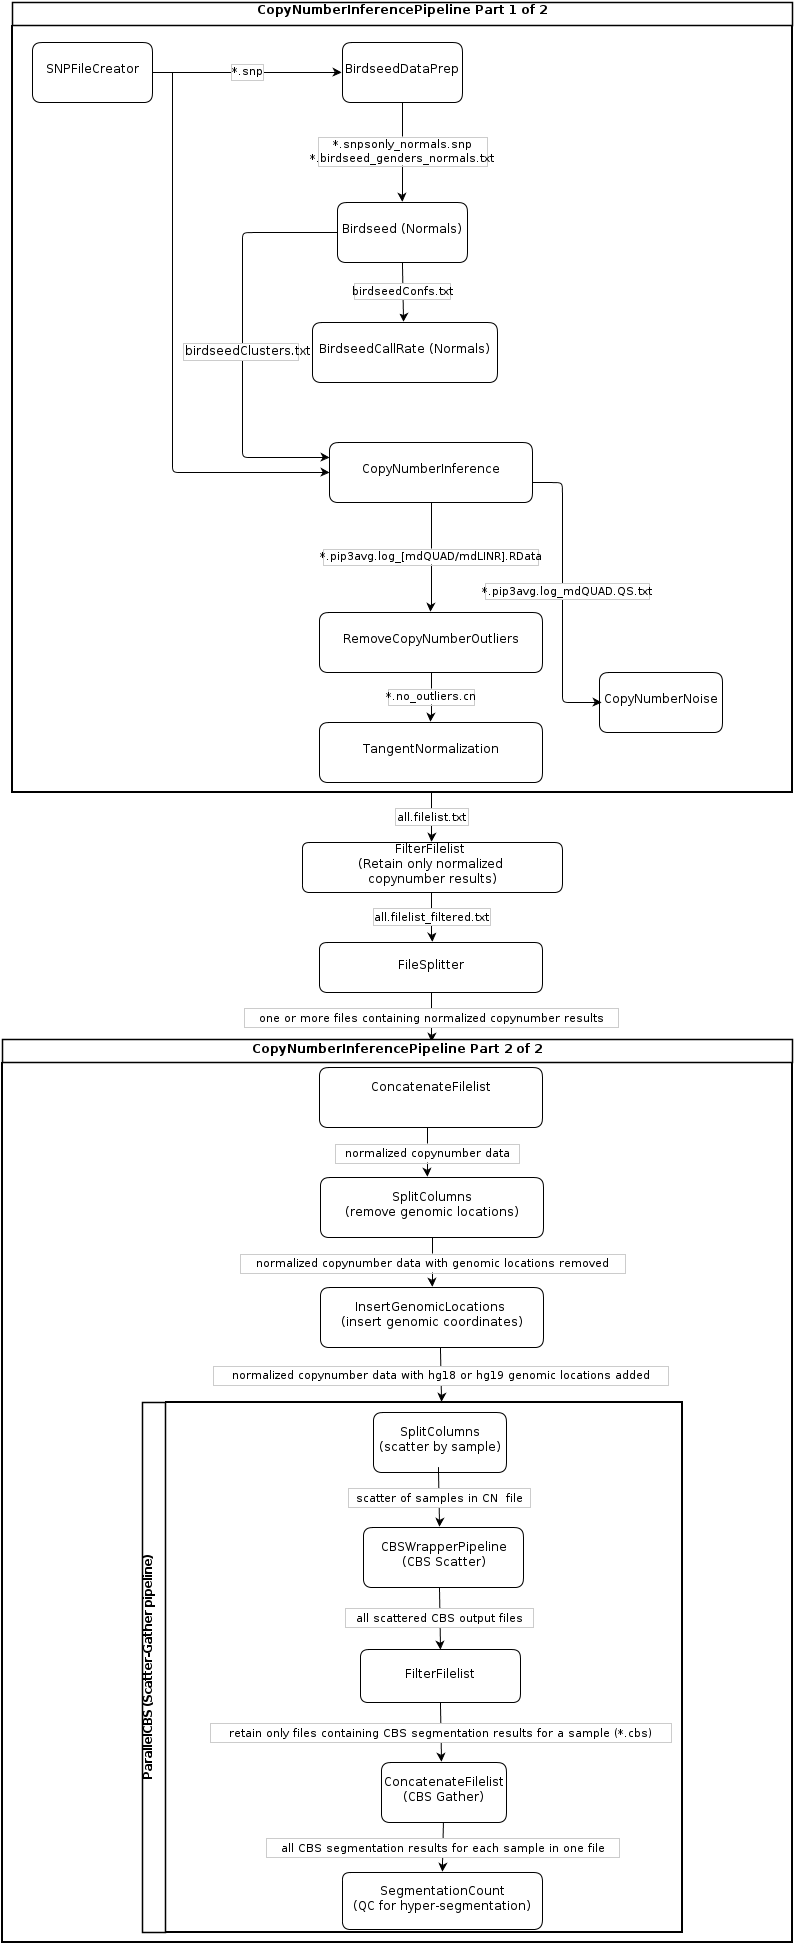 CopyNumberInferencePipeline Part 1 of 2
SNPFileCreator
*.snp
BirdseedDataPrep
*.snpsonly_normals.snp
*.birdseed_genders_normals.txt
Birdseed (Normals)
birdseedConfs.txt
birdseedClusters.txt
BirdseedCallRate (Normals)
CopyNumberInference
*.pip3avg.log_[mdQUAD/mdLINR].RData
*.pip3avg.log_mdQUAD.QS.txt
RemoveCopyNumberOutliers
*.no_outliers.cn
CopyNumberNoise
TangentNormalization
all.filelist.txt
FilterFilelist
(Retain only normalized
copynumber results)
all.filelist_filtered.txt
FileSplitter
one or more files containing normalized copynumber results
CopyNumberInferencePipeline Part 2 of 2
ConcatenateFilelist
normalized copynumber data
SplitColumns
(remove genomic locations)
normalized copynumber data with genomic locations removed
InsertGenomicLocations
(insert genomic coordinates)
normalized copynumber data with hg18 or hg19 genomic locations added
ParallelCBS (Scatter-Gather pipeline)
SplitColumns
(scatter by sample)
scatter of samples in CN file
CBSWrapperPipeline
(CBS Scatter)
all scattered CBS output files
FilterFilelist
retain only files containing CBS segmentation results for a sample (*.cbs)
ConcatenateFilelist
(CBS Gather)
all CBS segmentation results for each sample in one file
SegmentationCount
(QC for hyper-segmentation)